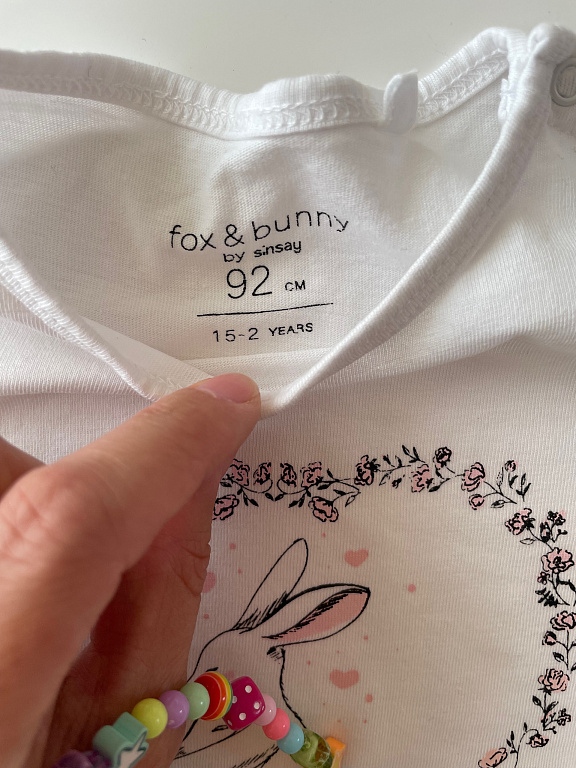 fox & bunny
by sinsay
92 CM
15-2 YEARS